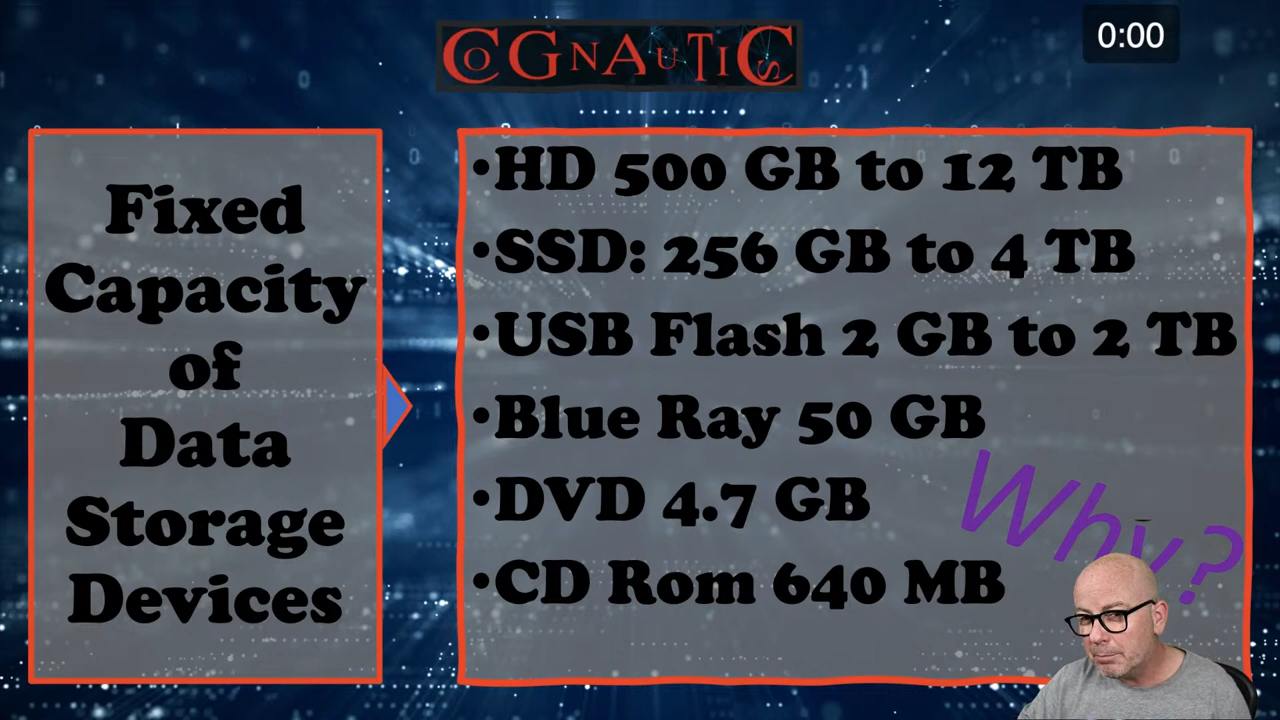 COGNAUTICS
0:00
Fixed
Capacity
of
Data
Storage
Devices
•HD 500 GB to 12 TB
•SSD: 256 GB to 4 TB
•USB Flash 2 GB to 2 TB
•Blue Ray 50 GB
•DVD 4.7 GB
•CD Rom 640 MB
Why?